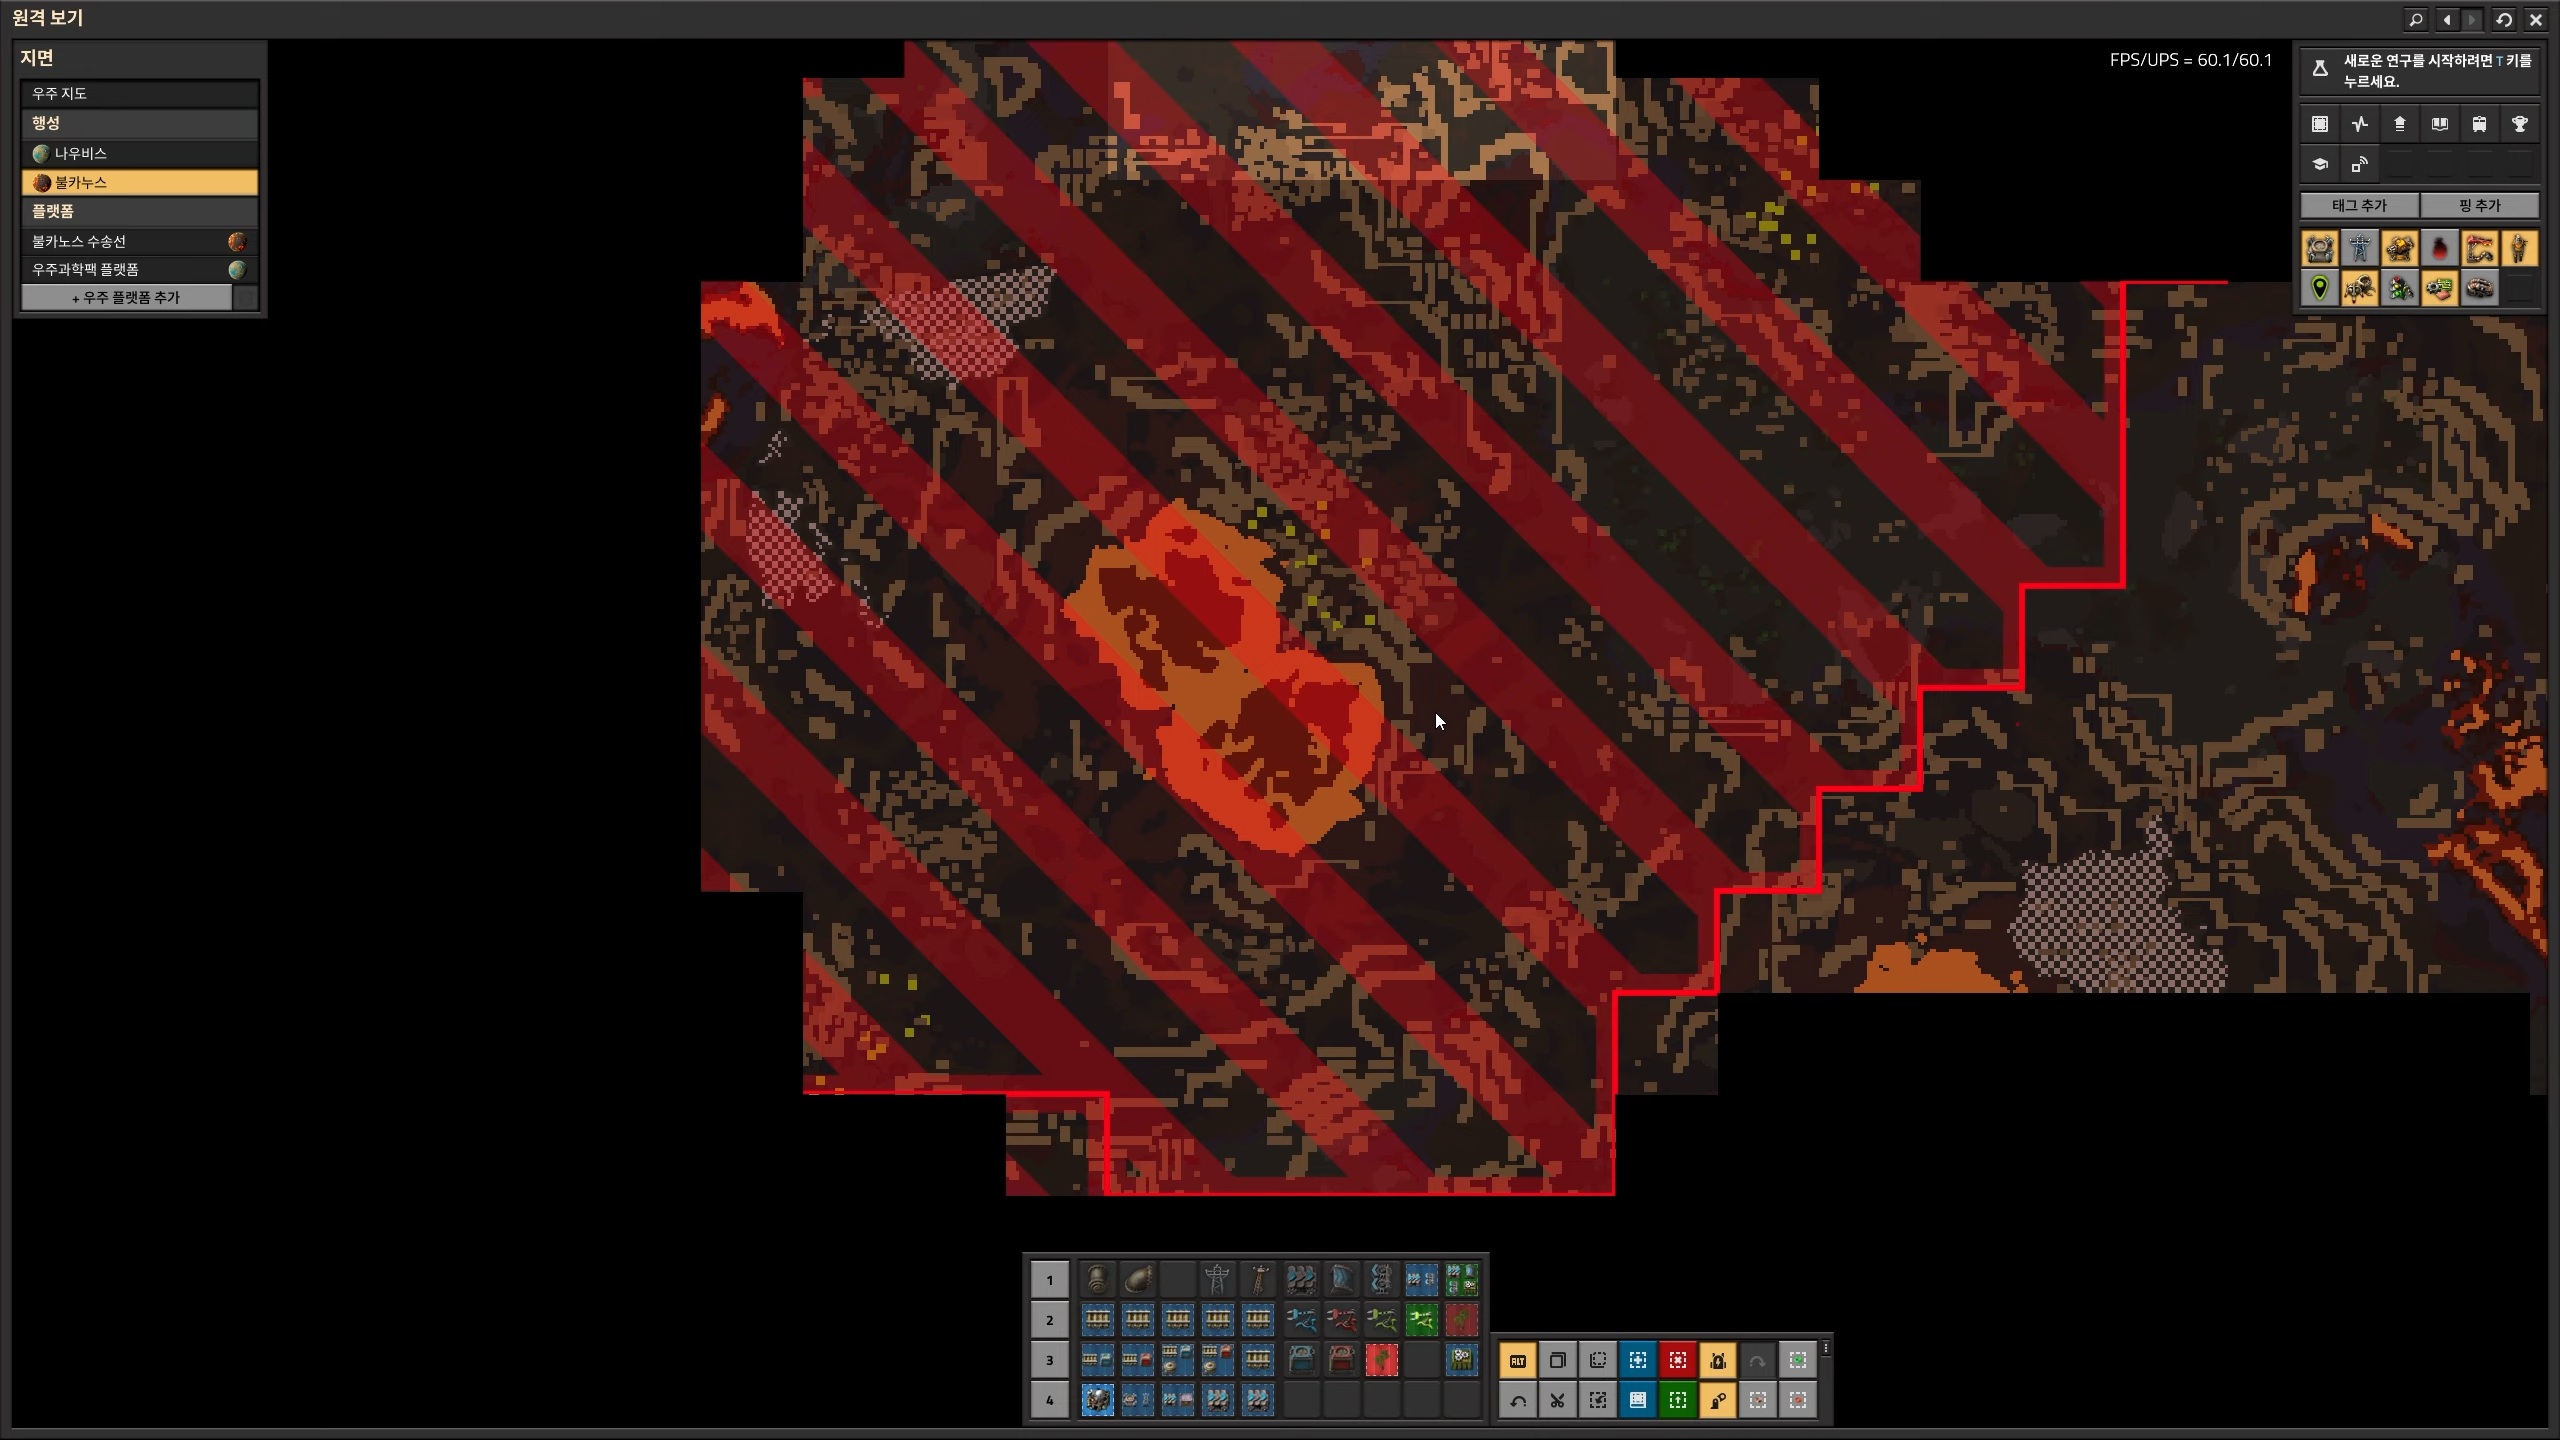 원격 보기
지면
우주 지도
행성
나우비스
불카누스
플랫폼
불카노스 수송선
우주과학팩 플랫폼
+ 우주 플랫폼 추가
FPS/UPS = 60.1/60.1
새로운 연구를 시작하려면 T 키를
누르세요.
태그 추가
핑 추가
1
2
3
4
ALT